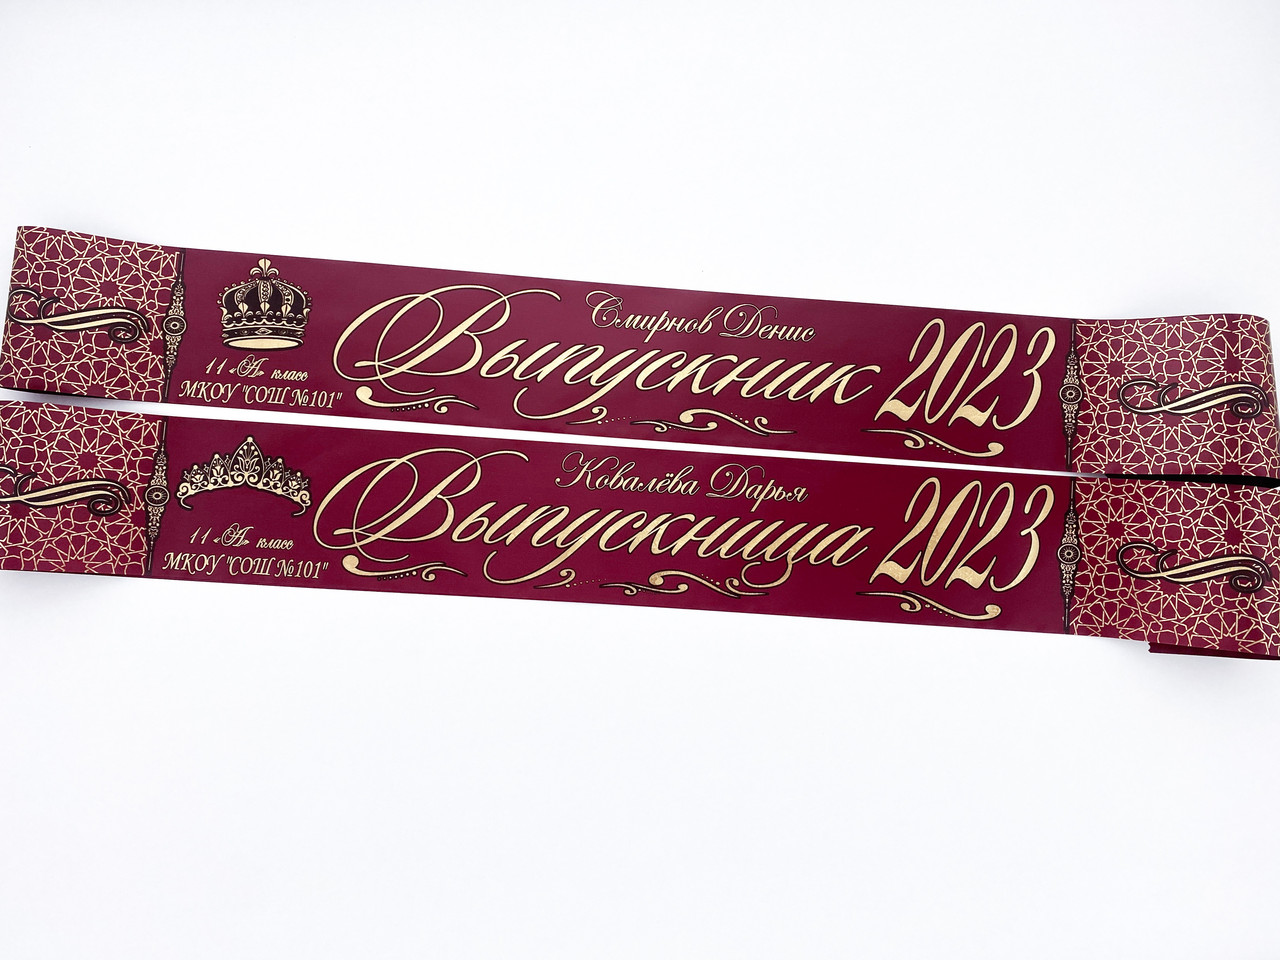 Смирнов Денис
Выпускник 2023
11 «А» класс
МКОУ "СОШ №101"
Ковалёва Дарья
Выпускница 2023
11 «А» класс
МКОУ "СОШ №101"